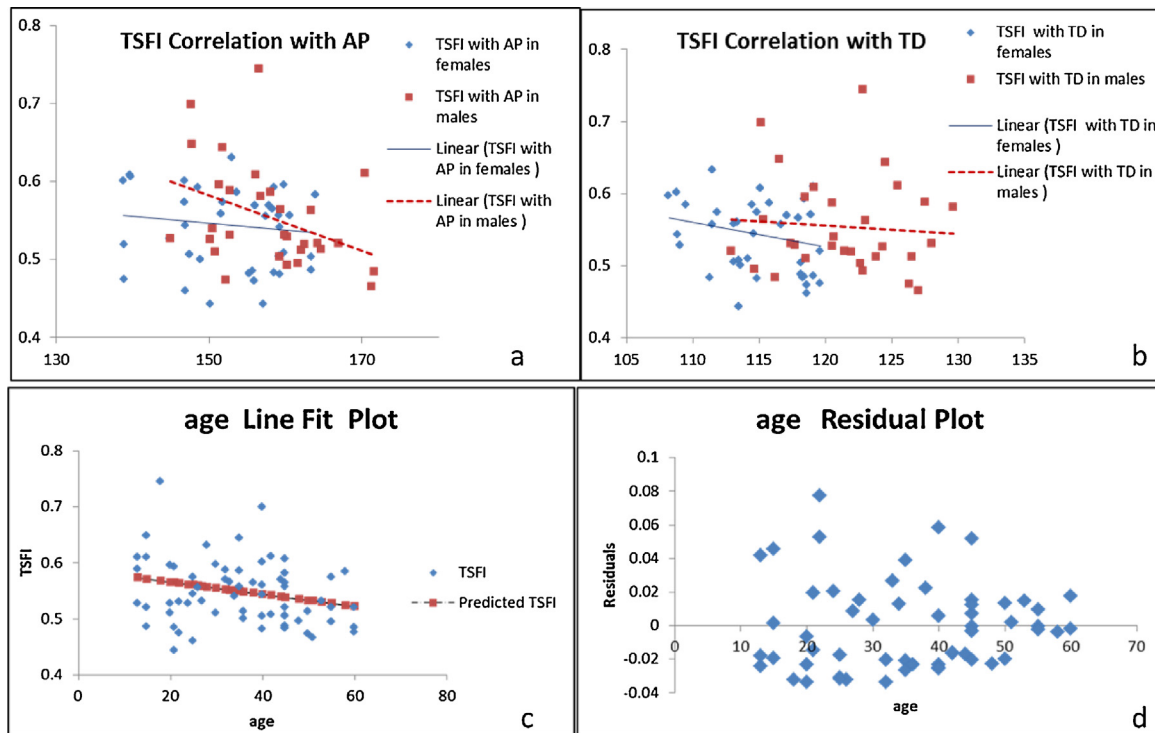 TSFI Correlation with AP
TSFI with AP in
females
TSFI with AP in
males
Linear (TSFI with
AP in females )
Linear (TSFI with
AP in males )
0.8
0.7
0.6
0.5
0.4
130
150
170
a
TSFI Correlation with TD
TSFI with TD in
females
TSFI with TD in males
Linear (TSFI with TD in
females )
Linear (TSFI with TD in
males )
0.8
0.7
0.6
0.5
0.4
105
110
115
120
125
130
135
b
age Line Fit Plot
0.8
0.7
0.6
0.5
0.4
TSFI
0
20
40
60
80
age
TSFI
Predicted TSFI
c
age Residual Plot
0.1
0.08
0.06
0.04
0.02
0
-0.02
-0.04
Residuals
0
10
20
30
40
50
60
70
age
d